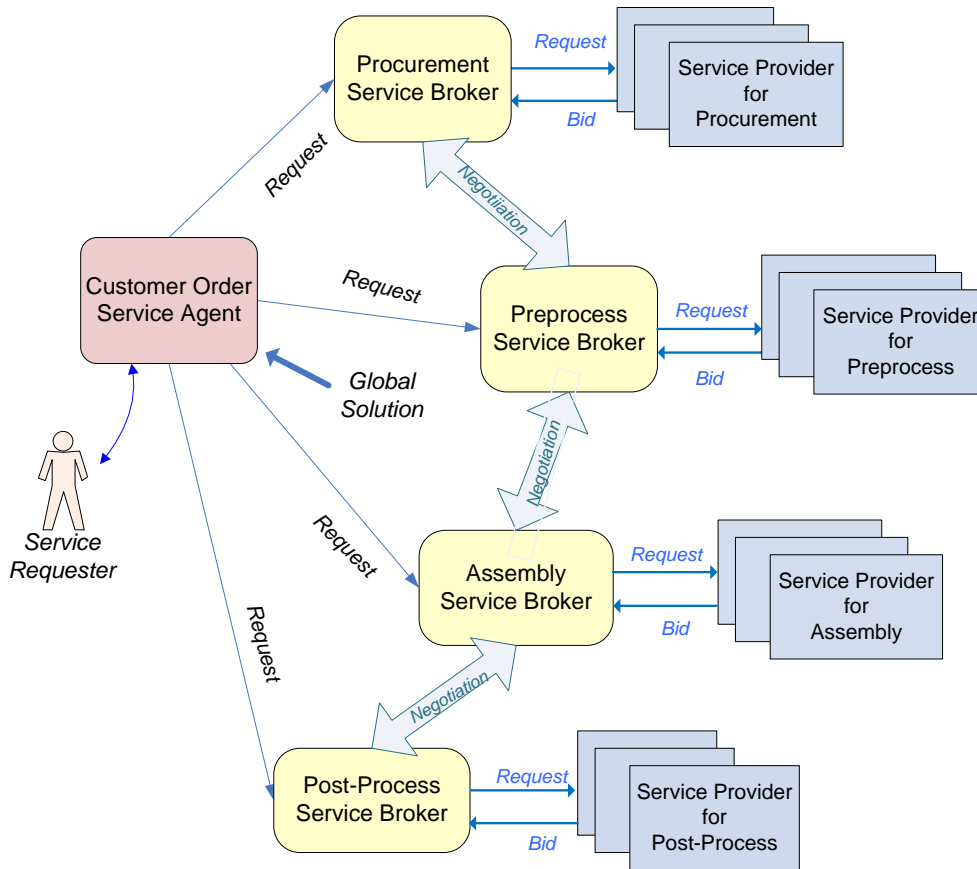 Procurement
Service Broker
Request
Bid
Service Provider
for
Procurement
Request
Negotiiation
Customer Order
Service Agent
Request
Preprocess
Service Broker
Request
Bid
Service Provider
for
Preprocess
Global
Solution
Negotiation
Service
Requester
Request
Assembly
Service Broker
Request
Bid
Service Provider
for
Assembly
Request
Negotiation
Post-Process
Service Broker
Request
Bid
Service Provider
for
Post-Process